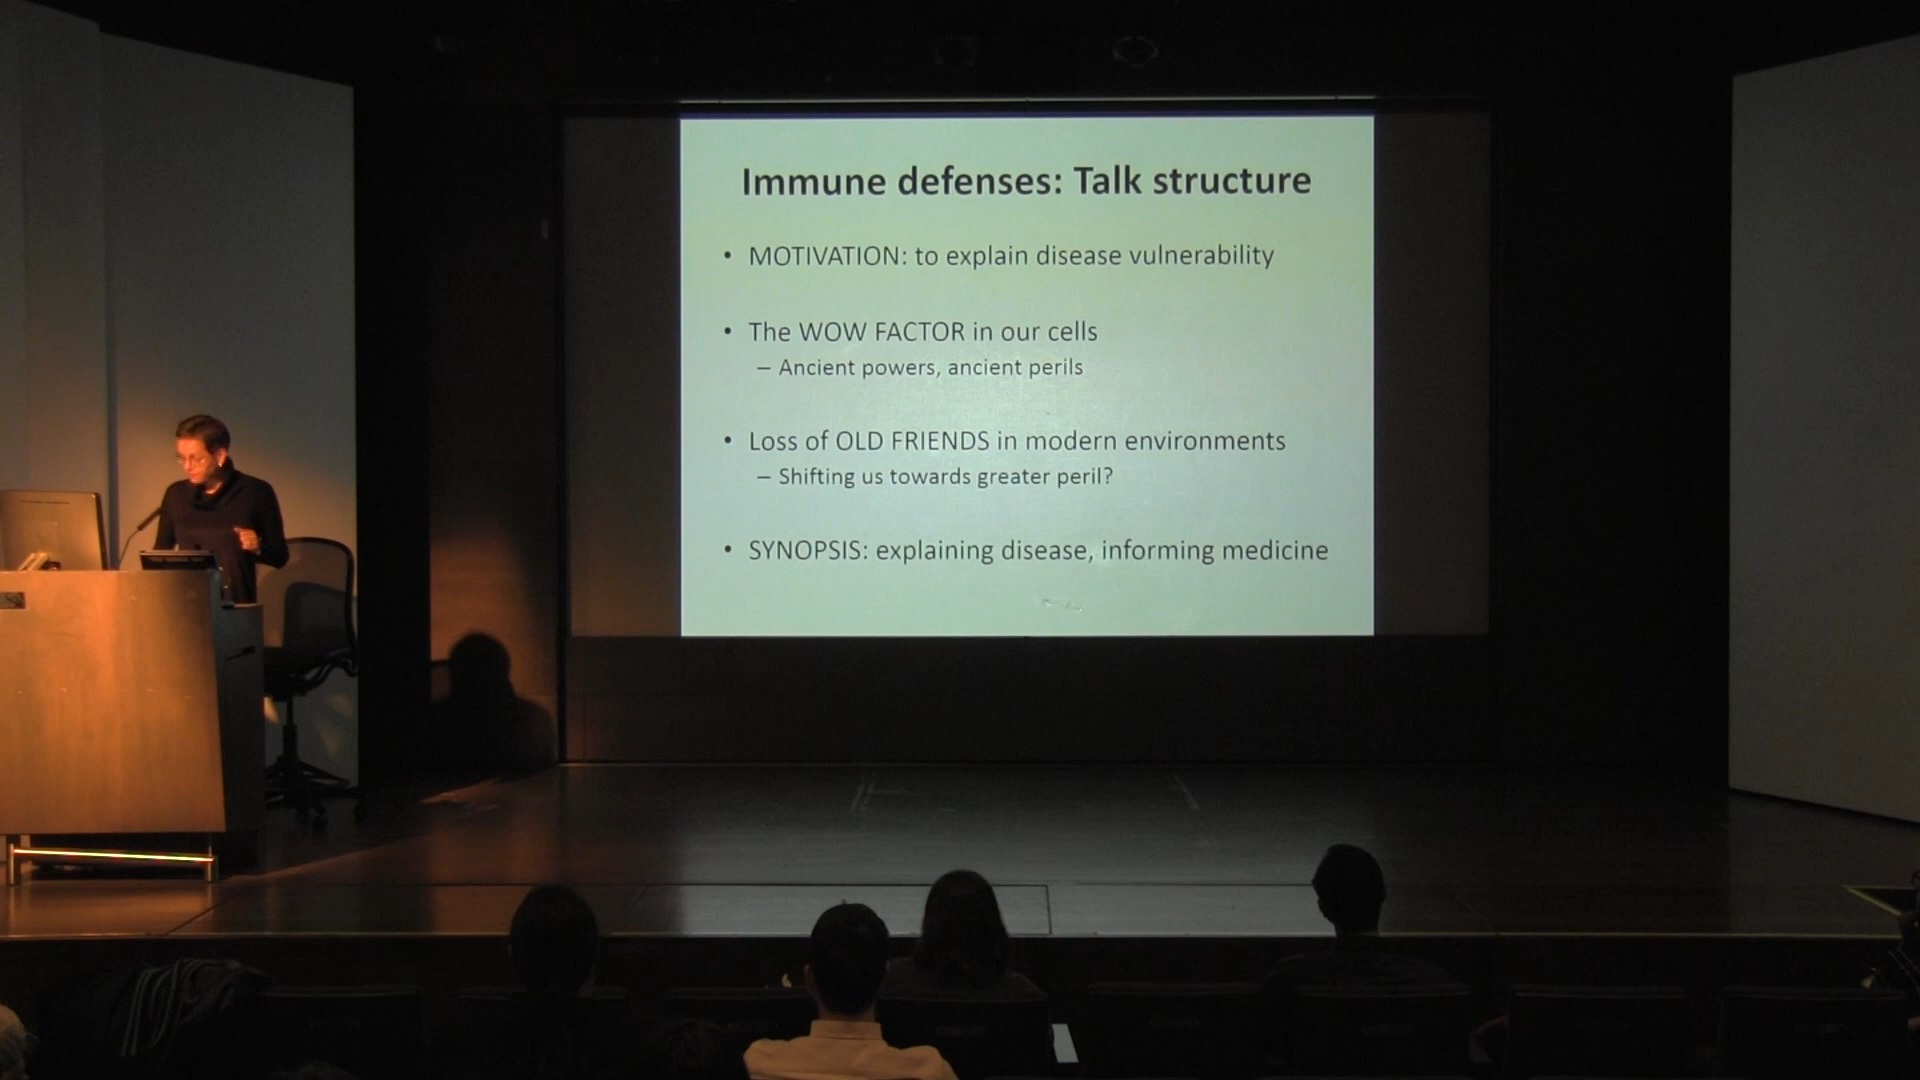 Immune defenses: Talk structure
• MOTIVATION: to explain disease vulnerability
• The WOW FACTOR in our cells
– Ancient powers, ancient perils
• Loss of OLD FRIENDS in modern environments
– Shifting us towards greater peril?
• SYNOPSIS: explaining disease, informing medicine